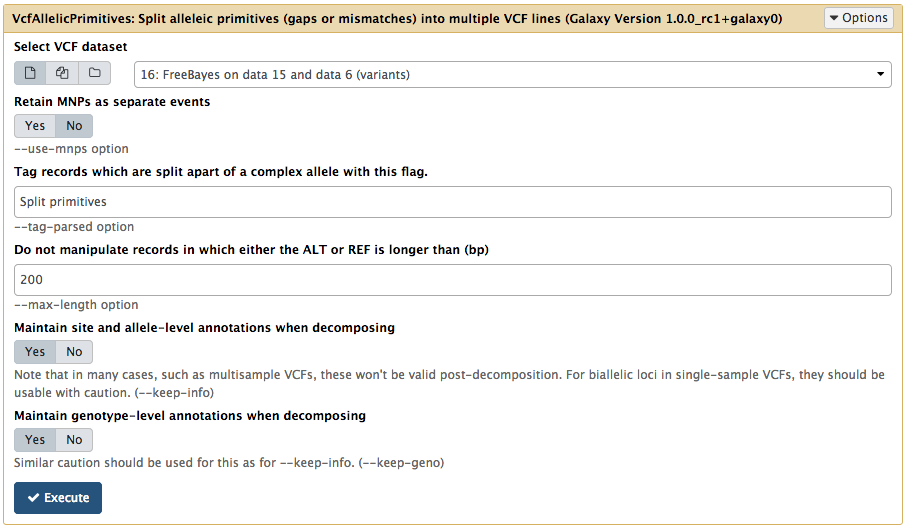 VcfAllelicPrimitives: Split alleleic primitives (gaps or mismatches) into multiple VCF lines (Galaxy Version 1.0.0_rc1+galaxy0)
Options
Select VCF dataset
16: FreeBayes on data 15 and data 6 (variants)
Retain MNPs as separate events
Yes No
--use-mnps option
Tag records which are split apart of a complex allele with this flag.
Split primitives
--tag-parsed option
Do not manipulate records in which either the ALT or REF is longer than (bp)
200
--max-length option
Maintain site and allele-level annotations when decomposing
Yes No
Note that in many cases, such as multisample VCFs, these won't be valid post-decomposition. For biallelic loci in single-sample VCFs, they should be
usable with caution. (--keep-info)
Maintain genotype-level annotations when decomposing
Yes No
Similar caution should be used for this as for --keep-info. (--keep-geno)
Execute